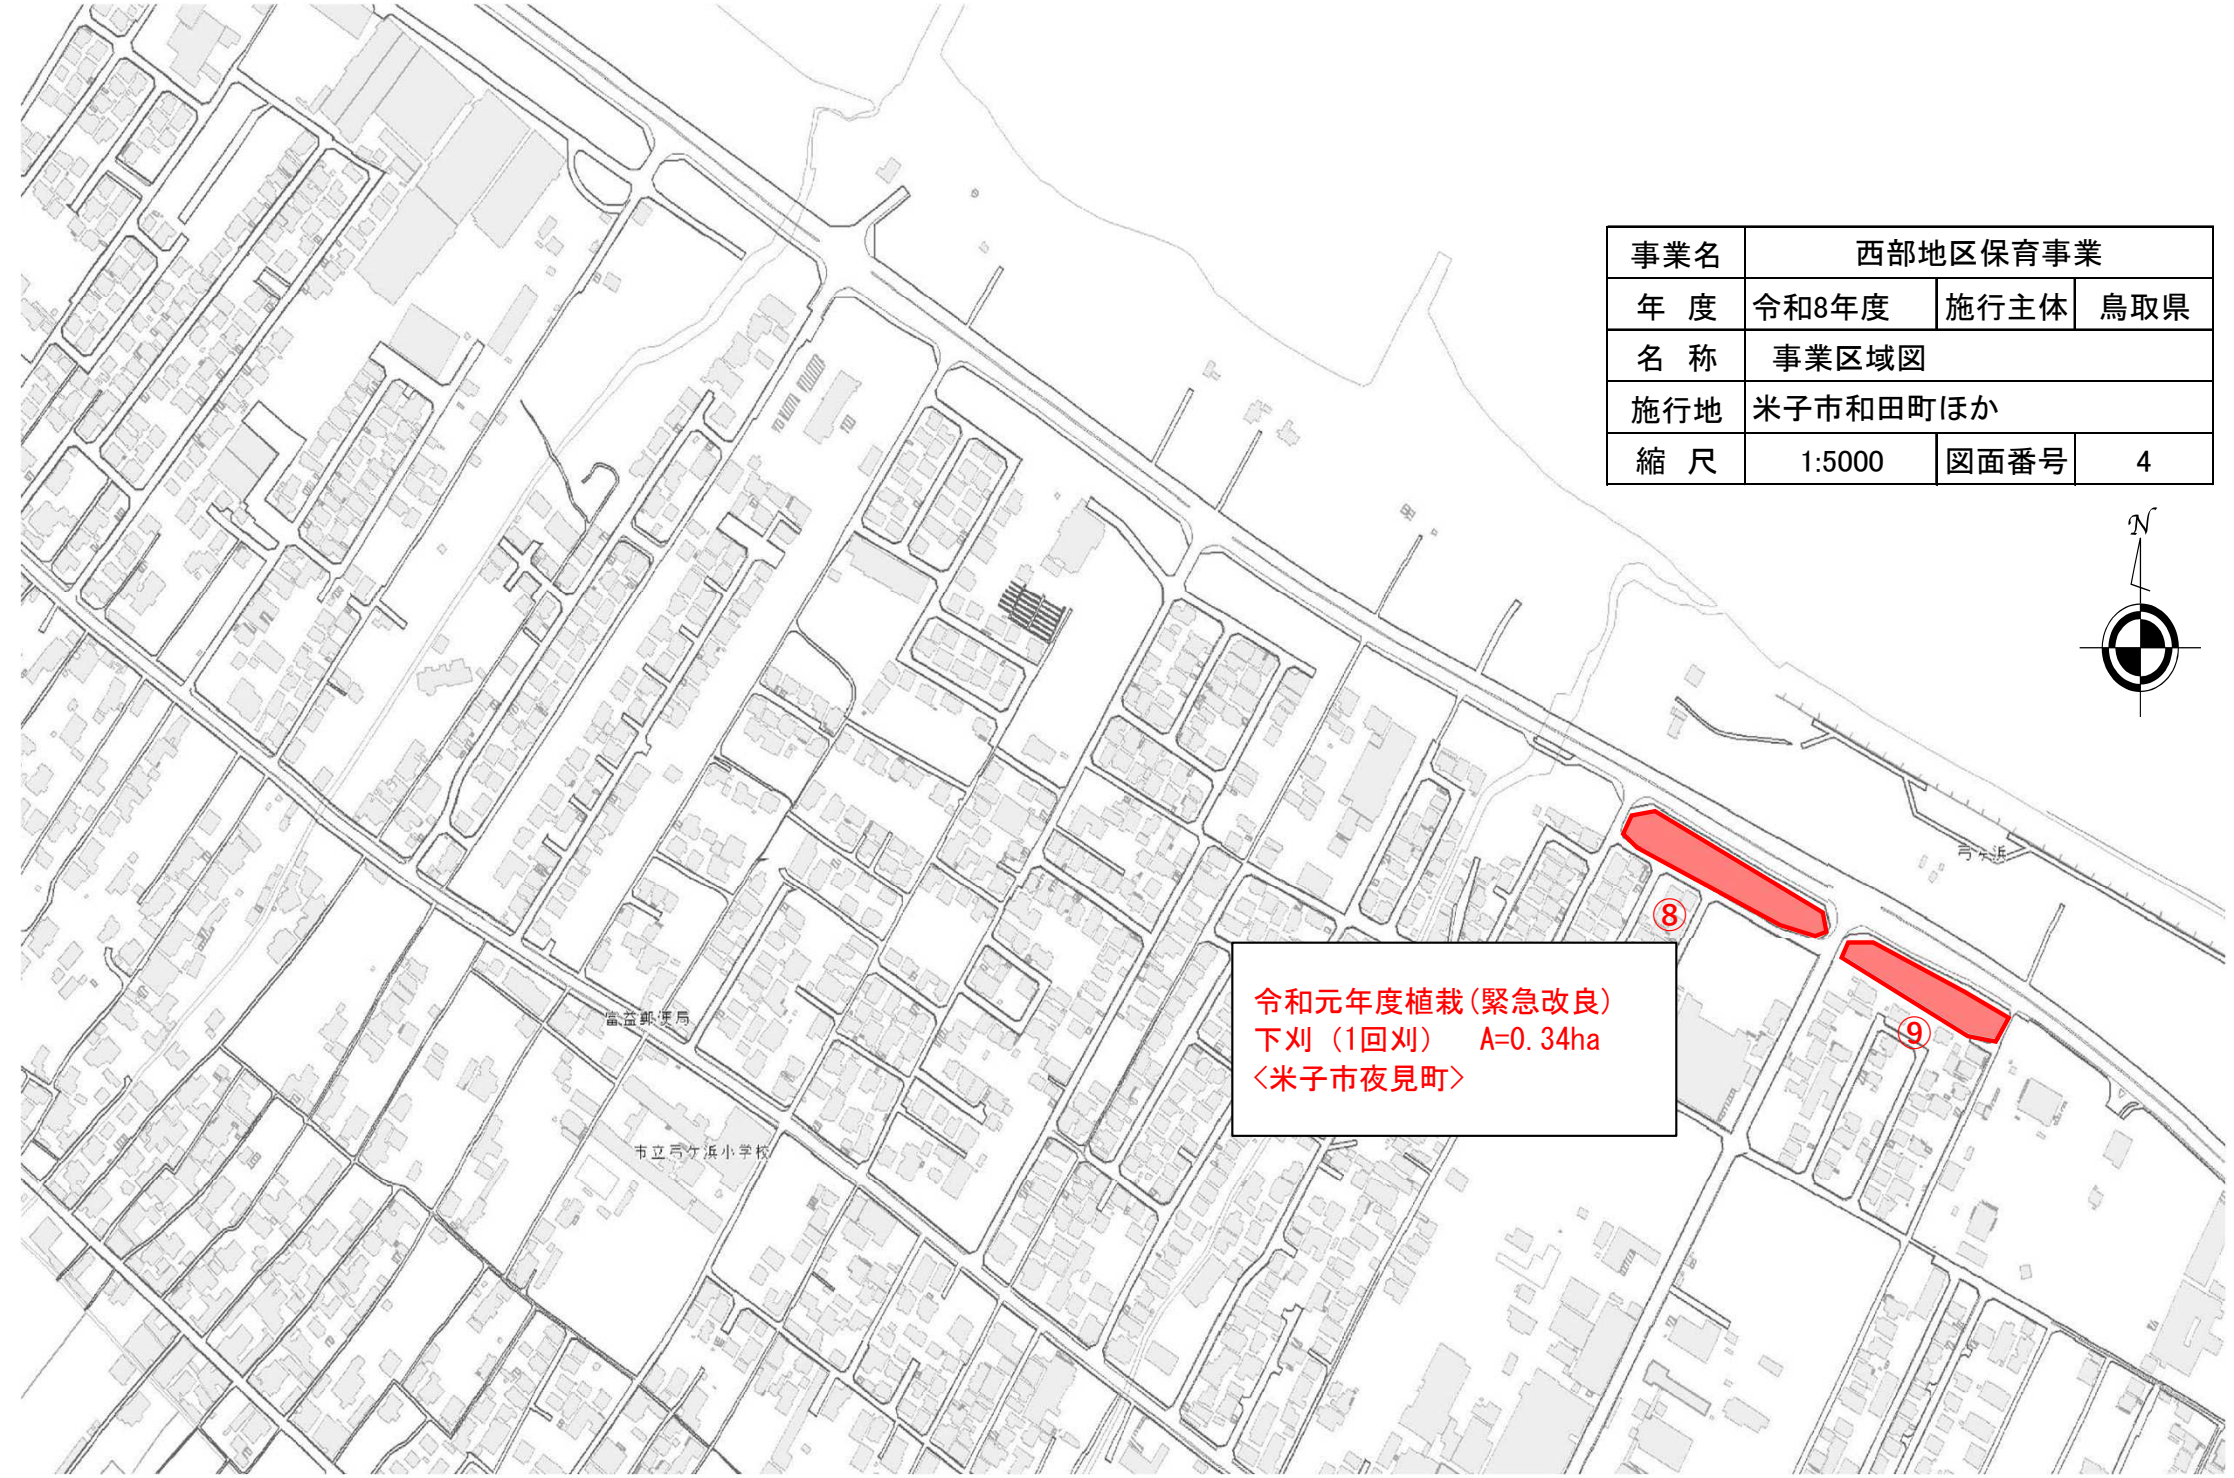 事業名 西部地区保育事業
年 度 令和8年度 施行主体 鳥取県
名 称 事業区域図
施行地 米子市和田町ほか
縮 尺 1:5000 図面番号 4
N
弓ヶ浜
⑧
令和元年度植栽(緊急改良)
下刈(1回刈) A=0.34ha
<米子市夜見町>
⑨
富益郵便局
市立弓ケ浜小学校